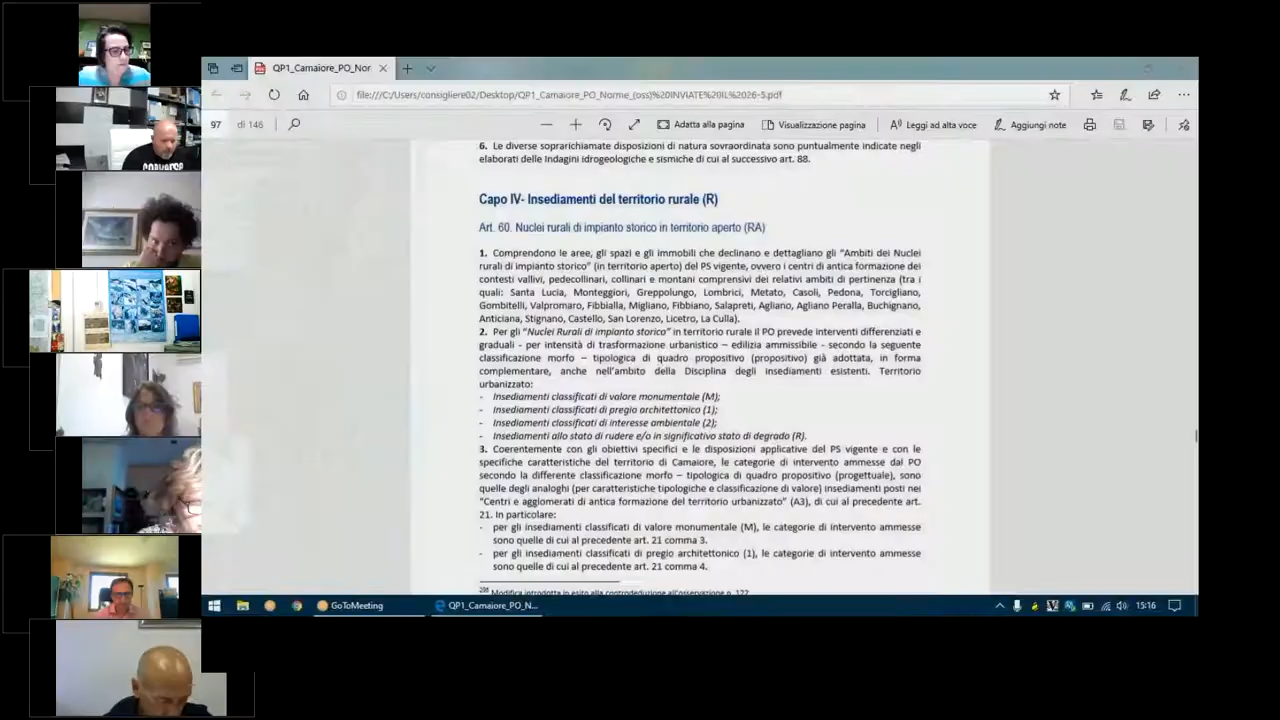 QP1_Camaiore_PO_Nor
file:///C:/Users/consigliere02/Desktop/QP1_Camaiore_PO_Norme_(oss)%20INVIATE%20IL%2026-5.pdf
97 di 146 Adatta alla pagina Visualizzazione pagina Leggi ad alta voce Aggiungi note
6. Le diverse soprarichiamate disposizioni di natura sovraordinata sono puntualmente indicate negli
elaborati delle Indagini idrogeologiche e sismiche di cui al successivo art. 88.
Capo IV- Insediamenti del territorio rurale (R)
Art. 60. Nuclei rurali di impianto storico in territorio aperto (RA)
1. Comprendono le aree, gli spazi e gli immobili che declinano e dettagliano gli "Ambiti dei Nuclei
rurali di impianto storico" (in territorio aperto) del PS vigente, ovvero i centri di antica formazione dei
contesti vallivi, pedecollinari, collinari e montani comprensivi dei relativi ambiti di pertinenza (tra i
quali: Santa Lucia, Monteggiori, Greppolungo, Lombrici, Metato, Casoli, Pedona, Torcigliano,
Gombitelli, Valpromaro, Fibbialla, Migliano, Fibbiano, Salapreti, Agliano, Agliano Peralla, Buchignano,
Anticiana, Stignano, Castello, San Lorenzo, Licetro, La Culla).
2. Per gli "Nuclei Rurali di impianto storico" in territorio rurale il PO prevede interventi differenziati e
graduali - per intensità di trasformazione urbanistico – edilizia ammissibile - secondo la seguente
classificazione morfo – tipologica di quadro propositivo (propositivo) già adottata, in forma
complementare, anche nell'ambito della Disciplina degli insediamenti esistenti. Territorio
urbanizzato:
- Insediamenti classificati di valore monumentale (M);
- Insediamenti classificati di pregio architettonico (1);
- Insediamenti classificati di interesse ambientale (2);
- Insediamenti allo stato di rudere e/o in significativo stato di degrado (R).
3. Coerentemente con gli obiettivi specifici e le disposizioni applicative del PS vigente e con le
specifiche caratteristiche del territorio di Camaiore, le categorie di intervento ammesse dal PO
secondo la differente classificazione morfo – tipologica di quadro propositivo (progettuale), sono
quelle degli analoghi (per caratteristiche tipologiche e classificazione di valore) insediamenti posti nei
"Centri e agglomerati di antica formazione del territorio urbanizzato" (A3), di cui al precedente art.
21. In particolare:
- per gli insediamenti classificati di valore monumentale (M), le categorie di intervento ammesse
sono quelle di cui al precedente art. 21 comma 3.
- per gli insediamenti classificati di pregio architettonico (1), le categorie di intervento ammesse
sono quelle di cui al precedente art. 21 comma 4.
Modifica introdotta in esito alla controdeduzione all'osservazione n. 122
GoToMeeting QP1_Camaiore_PO_N... 15:16